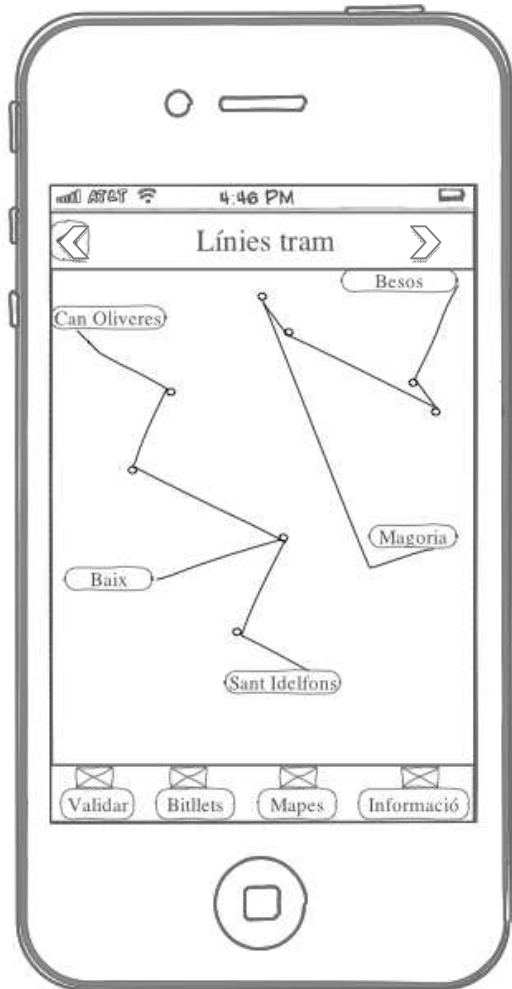 AT&T 4:46 PM
Línies tram
Besos
Can Oliveres
Magoria
Baix
Sant Idelfons
Validar Bitllets Mapes Informació